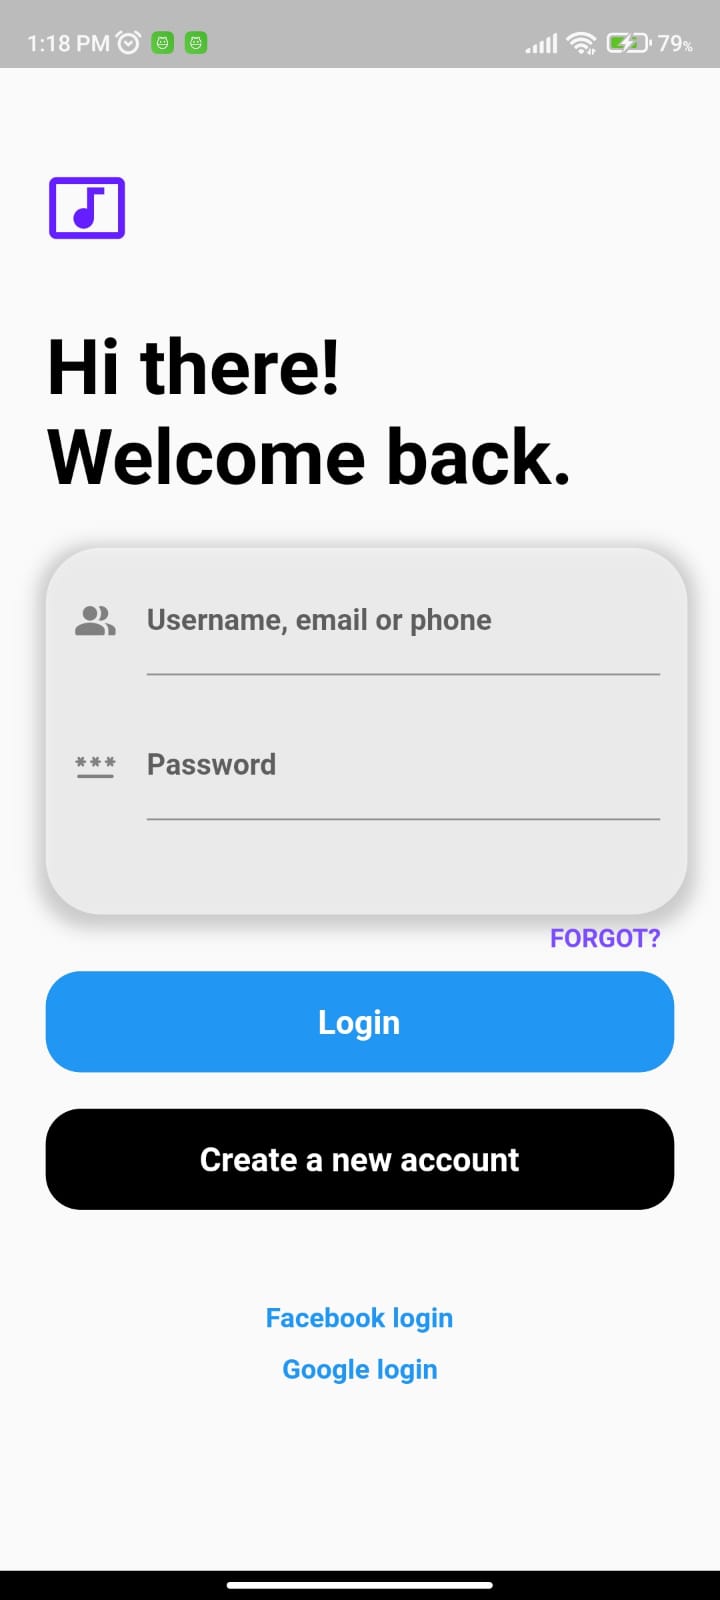 1:18 PM
79%
Hi there!
Welcome back.
Username, email or phone
*** Password
FORGOT?
Login
Create a new account
Facebook login
Google login